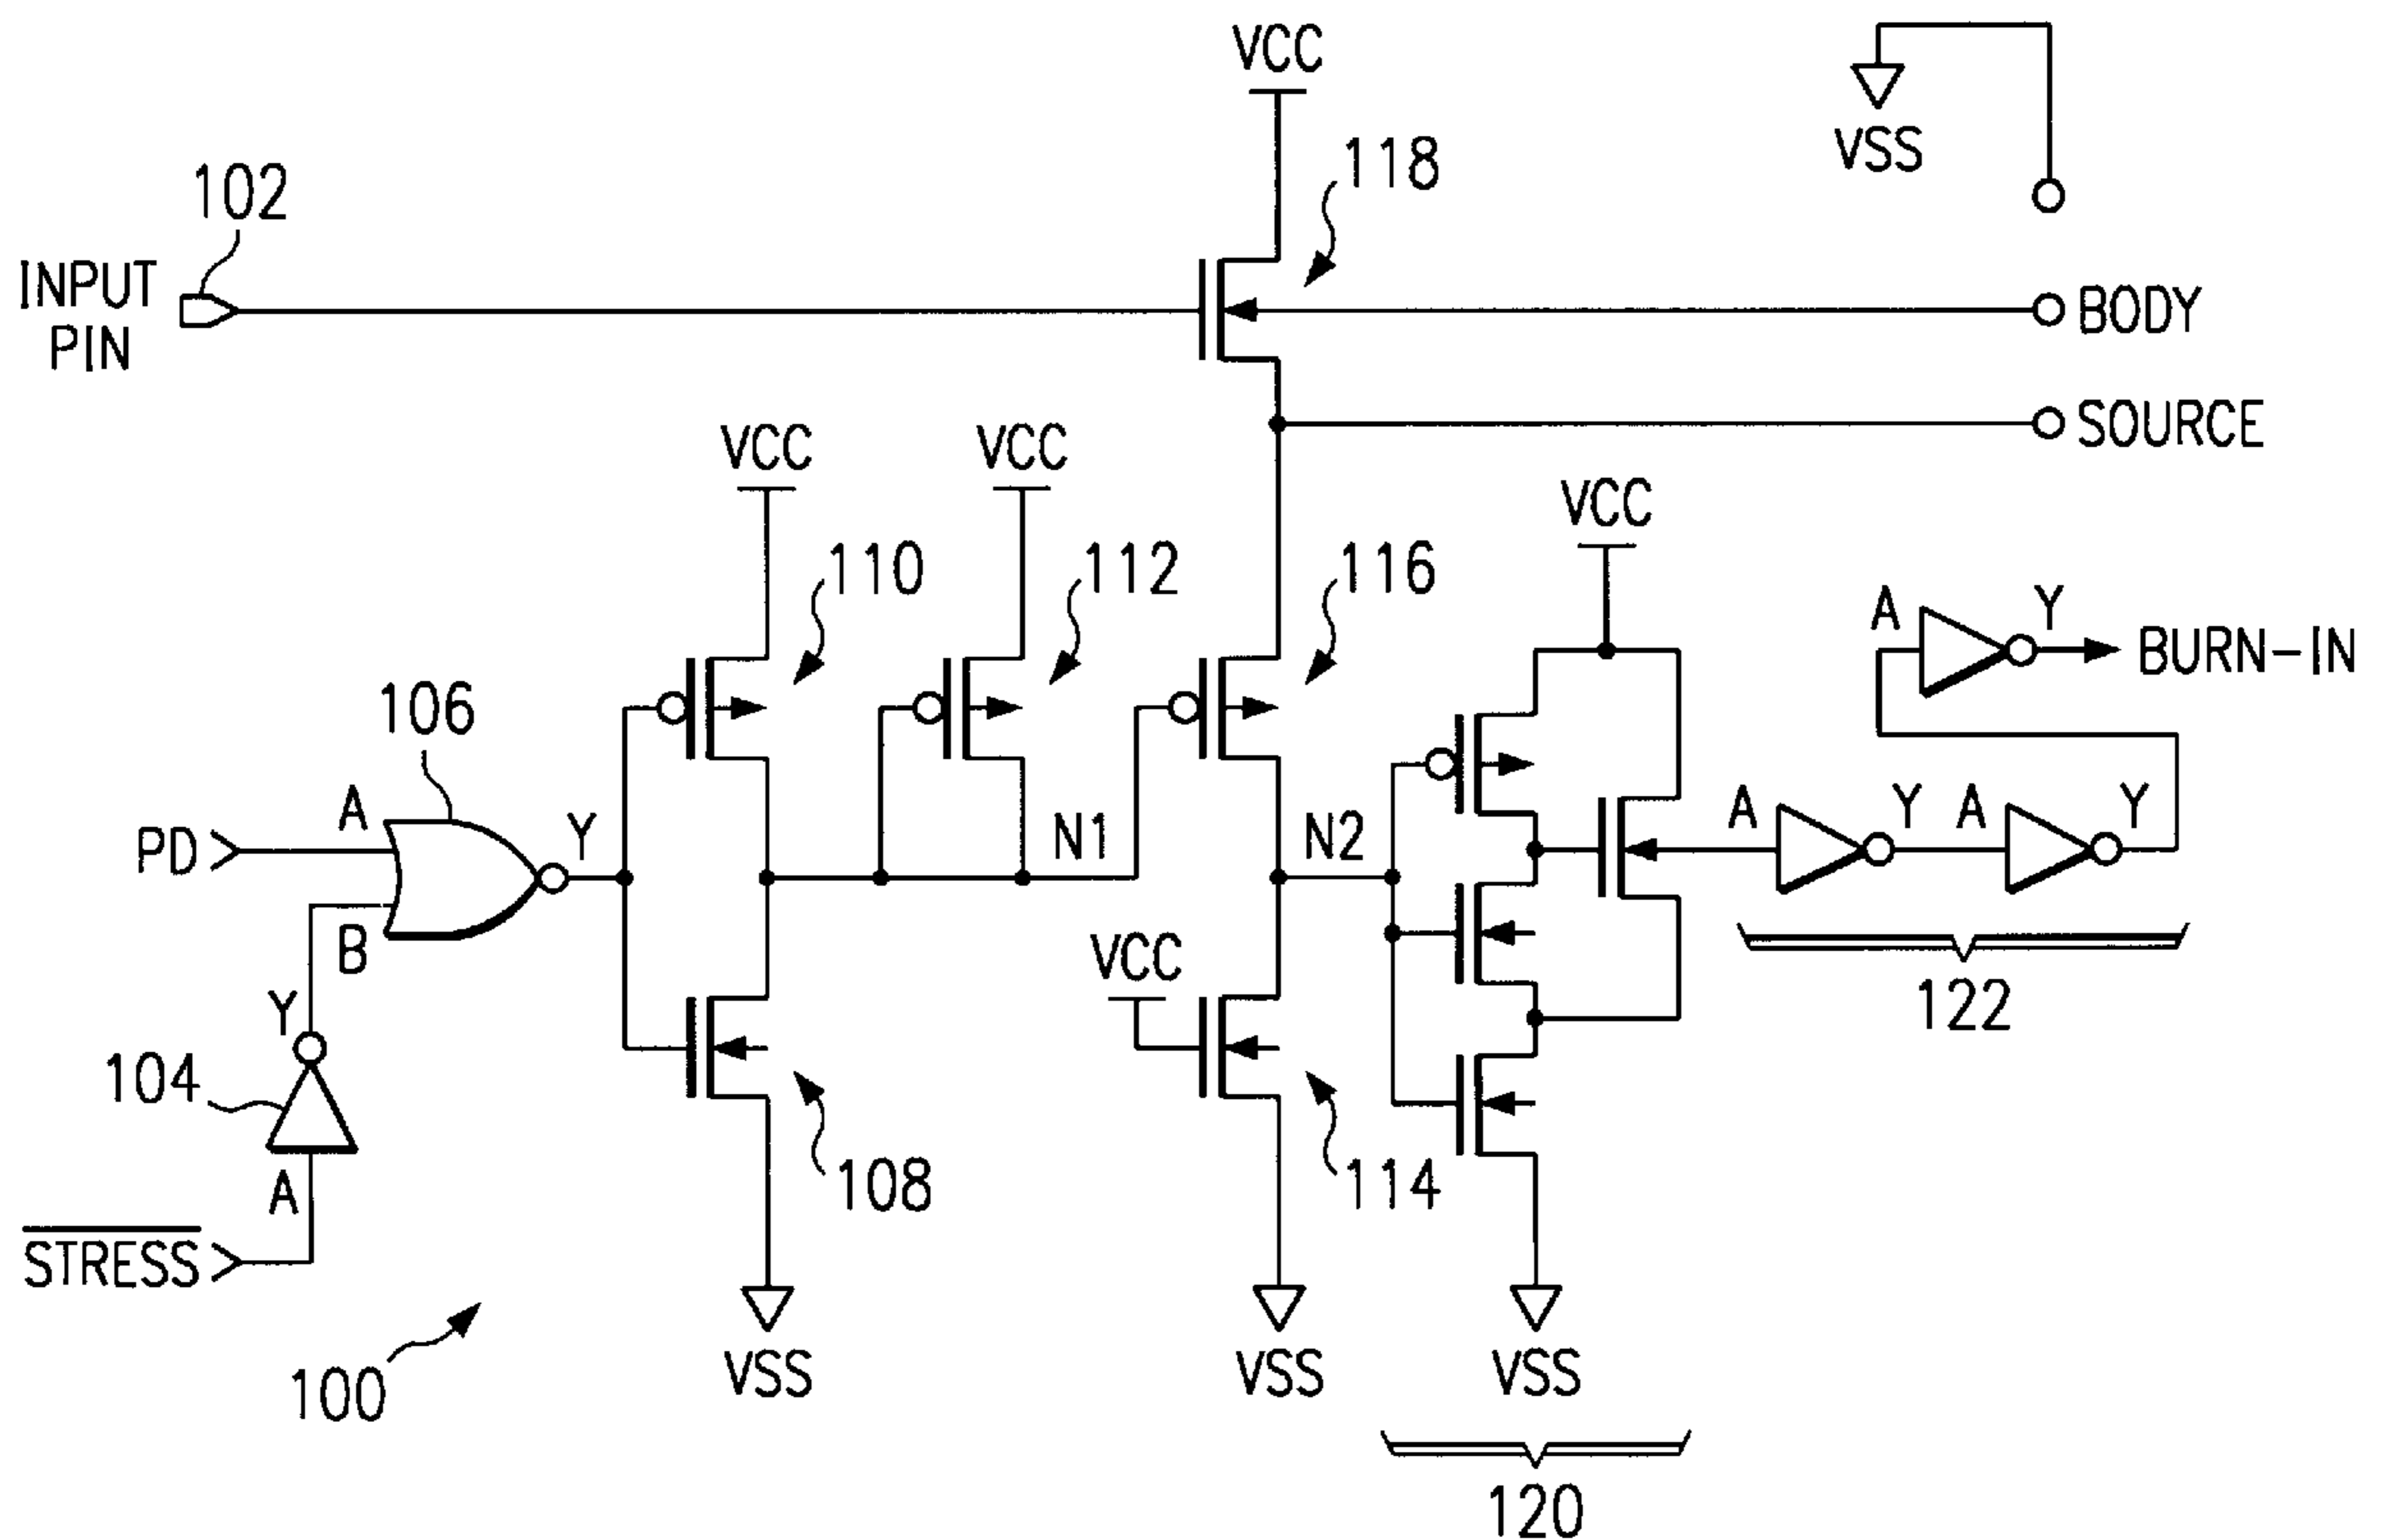 VCC
VSS
102
118
INPUT
PIN
BODY
SOURCE
VCC
VCC
VCC
110
112
116
A
Y
BURN-IN
106
A
Y
N1
N2
A
Y
A
Y
PD
B
VCC
122
Y
104
A
108
114
STRESS
100
VSS
VSS
VSS
120